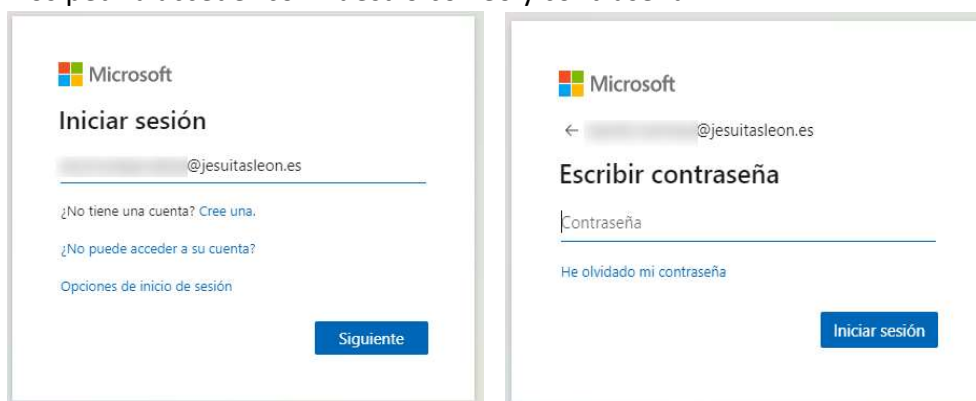 Microsoft
Iniciar sesión
@jesuitasleon.es
¿No tiene una cuenta? Cree una.
¿No puede acceder a su cuenta?
Opciones de inicio de sesión
Siguiente
Microsoft
← @jesuitasleon.es
Escribir contraseña
Contraseña
He olvidado mi contraseña
Iniciar sesión